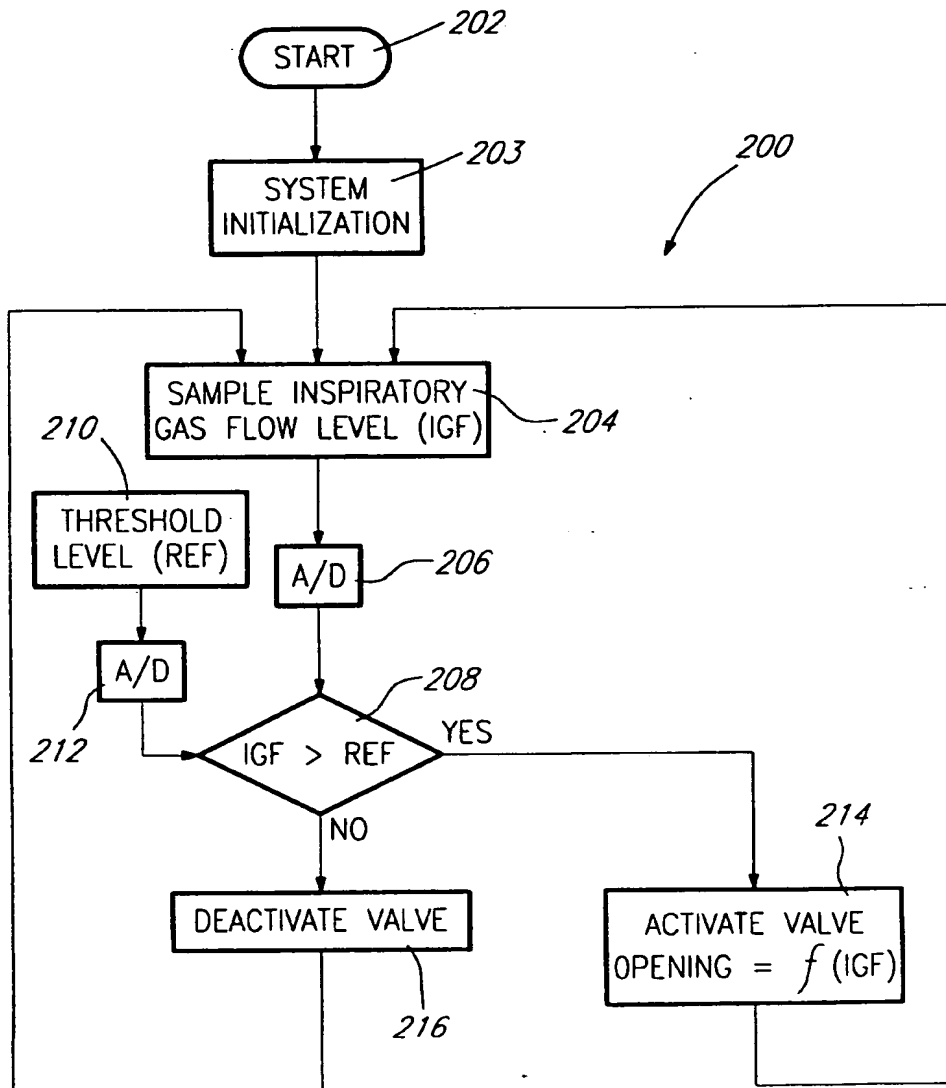 202
START
203
SYSTEM
INITIALIZATION
200
SAMPLE INSPIRATORY
GAS FLOW LEVEL (IGF)
204
210
THRESHOLD
LEVEL (REF)
A/D
206
A/D
212
208
IGF > REF
YES
NO
214
DEACTIVATE VALVE
216
ACTIVATE VALVE
OPENING = f (IGF)